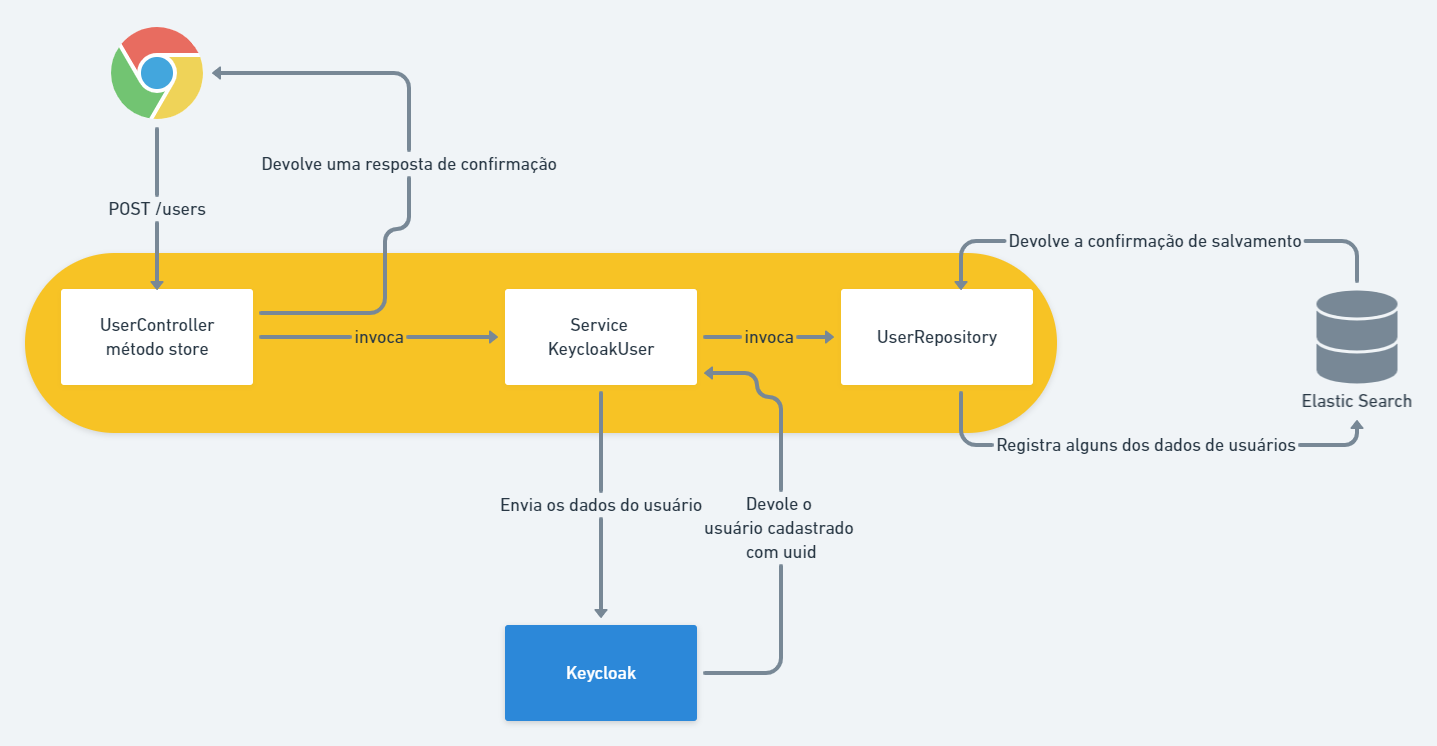 Devolve uma resposta de confirmação
POST /users
Devolve a confirmação de salvamento
UserController
método store
invoca
Service
KeycloakUser
invoca
UserRepository
Elastic Search
Registra alguns dos dados de usuários
Envia os dados do usuário
Devole o
usuário cadastrado
com uuid
Keycloak